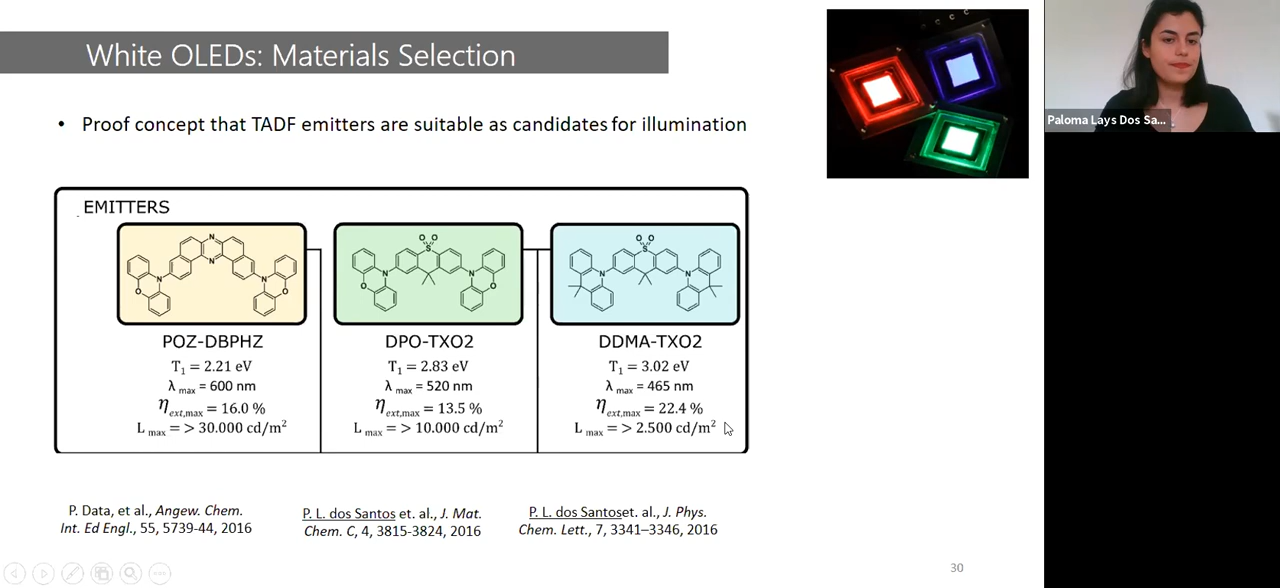 White OLEDs: Materials Selection
• Proof concept that TADF emitters are suitable as candidates for illumination
Paloma Lays Dos Sa...
EMITTERS
POZ-DBPHZ
T₁ = 2.21 eV
λ max = 600 nm
η ext,max = 16.0 %
L max = > 30.000 cd/m²
DPO-TXO2
T₁ = 2.83 eV
λ max = 520 nm
η ext,max = 13.5 %
L max = > 10.000 cd/m²
DDMA-TXO2
T₁ = 3.02 eV
λ max = 465 nm
η ext,max = 22.4 %
L max = > 2.500 cd/m²
P. Data, et al., Angew. Chem.
Int. Ed Engl., 55, 5739-44, 2016
P. L. dos Santos et. al., J. Mat.
Chem. C, 4, 3815-3824, 2016
P. L. dos Santoset. al., J. Phys.
Chem. Lett., 7, 3341–3346, 2016
30